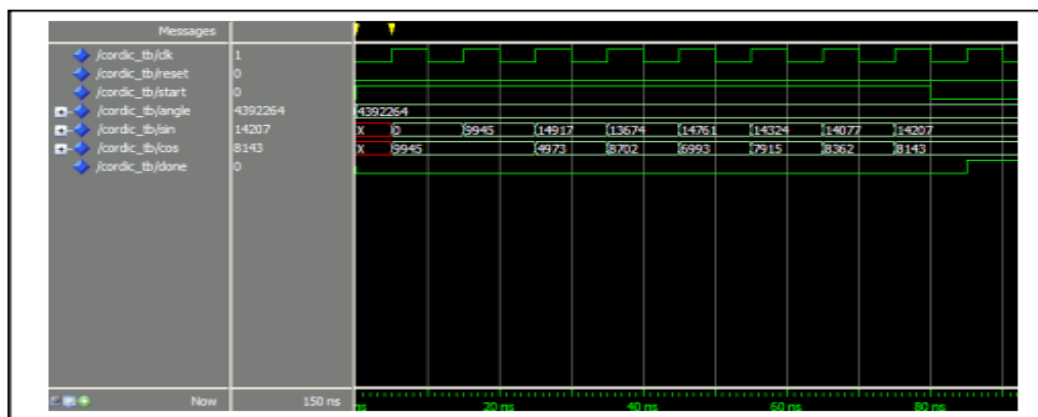 Messages
/cordic_tb/clk 1
/cordic_tb/reset 0
/cordic_tb/start 0
/cordic_tb/angle 4392264 4392264
/cordic_tb/sin 14207 X 0 9945 14917 13674 14761 14324 14077 14207
/cordic_tb/cos 8143 X 9945 4973 8702 6993 7915 8362 8143
/cordic_tb/done 0
Now 150 ns ns 20 ns 40 ns 60 ns 80 ns